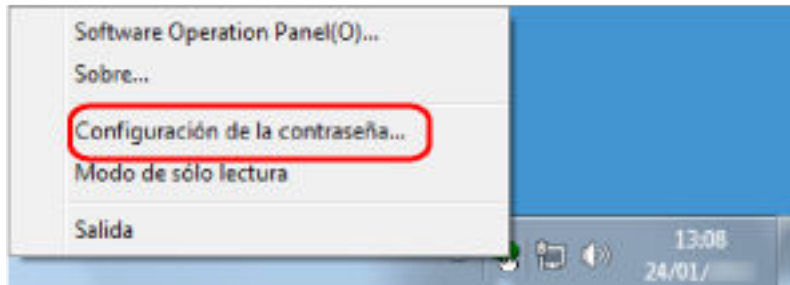 Software Operation Panel(O)...
Sobre...
Configuración de la contraseña...
Modo de sólo lectura
Salida
13:08
24/01/